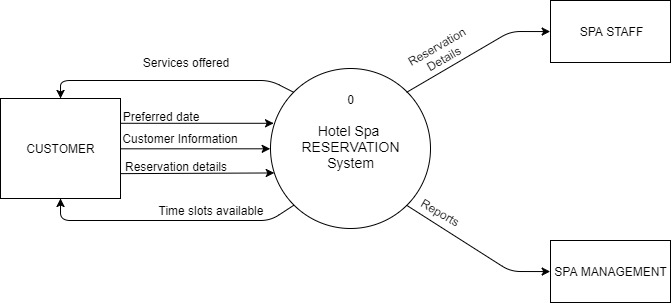 SPA STAFF
Reservation
Details
Services offered
0
Preferred date
Hotel Spa
RESERVATION
System
Customer Information
CUSTOMER
Reservation details
Time slots available
Reports
SPA MANAGEMENT